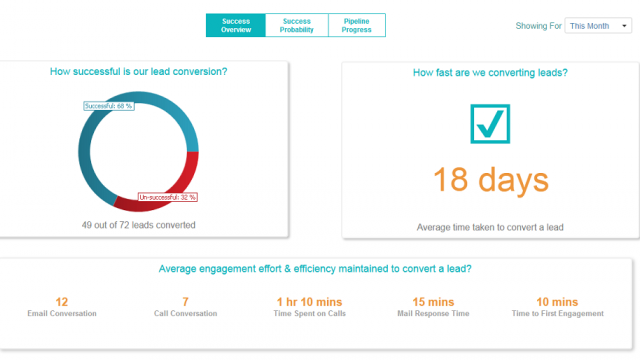 Success Overview
Success Probability
Pipeline Progress
Showing For This Month
How successful is our lead conversion?
Successful: 68 %
Un-successful: 32 %
49 out of 72 leads converted
How fast are we converting leads?
18 days
Average time taken to convert a lead
Average engagement effort & efficiency maintained to convert a lead?
12
Email Conversation
7
Call Conversation
1 hr 10 mins
Time Spent on Calls
15 mins
Mail Response Time
10 mins
Time to First Engagement